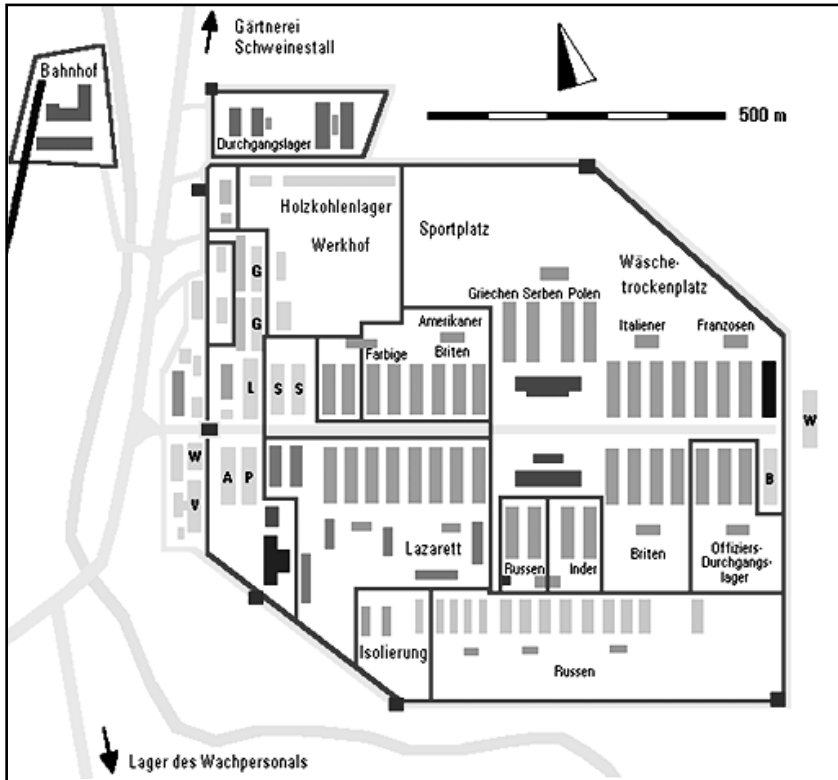 Gärtnerei
Schweinestall
Bahnhof
500 m
Durchgangslager
Holzkohlenlager
Werkhof
Sportplatz
Wäsche-
trockenplatz
G
G
Griechen Serben Polen
Amerikaner
Briten
Farbige
Italiener
Franzosen
L
S
S
W
W
A
P
V
B
Lazarett
Russen
Inder
Briten
Offiziers-
Durchgangs-
lager
Isolierung
Russen
Lager des Wachpersonals